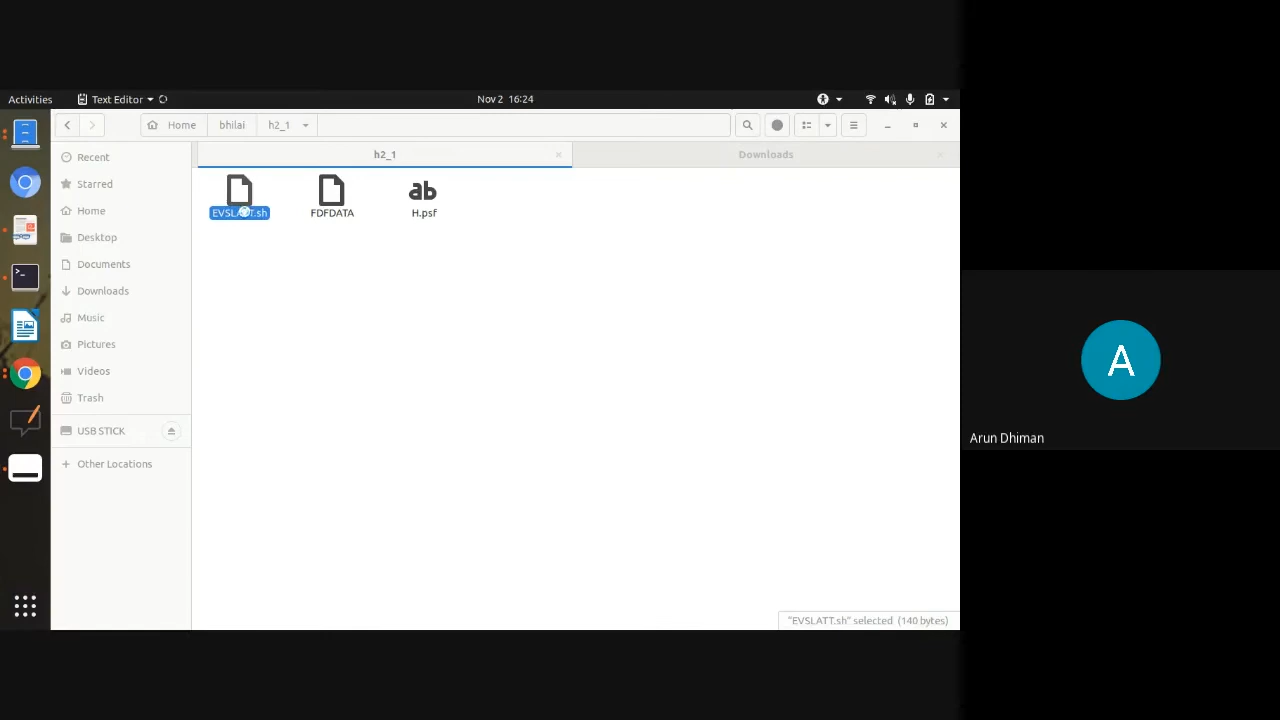 Activities
Text Editor
Nov 2 16:24
Home
bhilai
h2_1
h2_1
Downloads
Recent
Starred
Home
Desktop
Documents
Downloads
Music
Pictures
Videos
Trash
USB STICK
Other Locations
EVSLATT.sh
FDFDATA
ab
H.psf
"EVSLATT.sh" selected (140 bytes)
A
Arun Dhiman